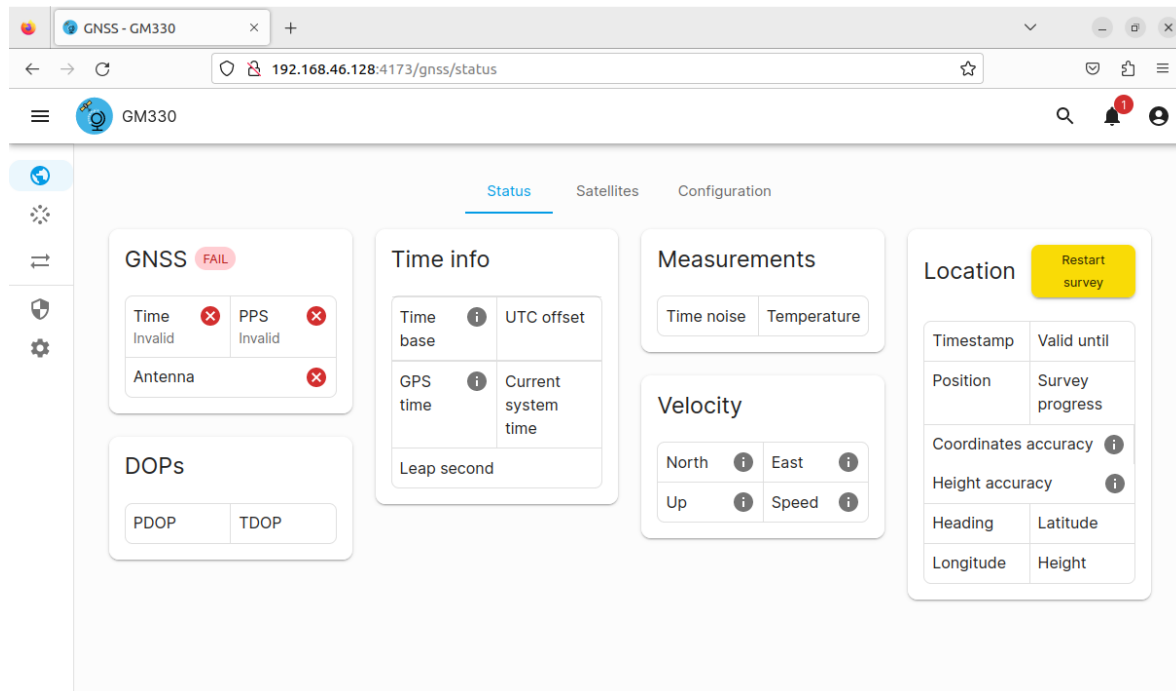 GNSS - GM330
192.168.46.128:4173/gnss/status
GM330
1
Status Satellites Configuration
GNSS FAIL
Time
Invalid
PPS
Invalid
Antenna
DOPs
PDOP TDOP
Time info
Time base
UTC offset
GPS time
Current system time
Leap second
Measurements
Time noise Temperature
Velocity
North East
Up Speed
Location
Restart
survey
Timestamp Valid until
Position
Survey progress
Coordinates accuracy
Height accuracy
Heading Latitude
Longitude Height